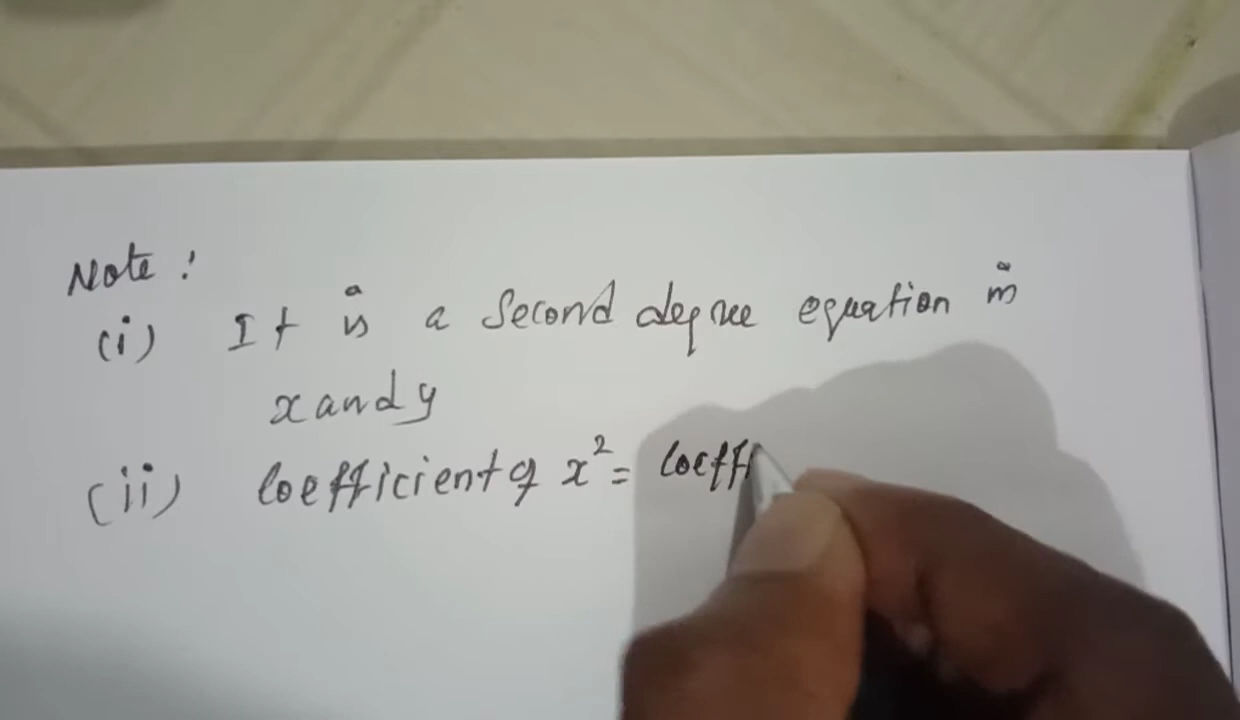 Note :
(i) It is a second degree equation in
x and y
(ii) Coefficient of x² = Coeffi